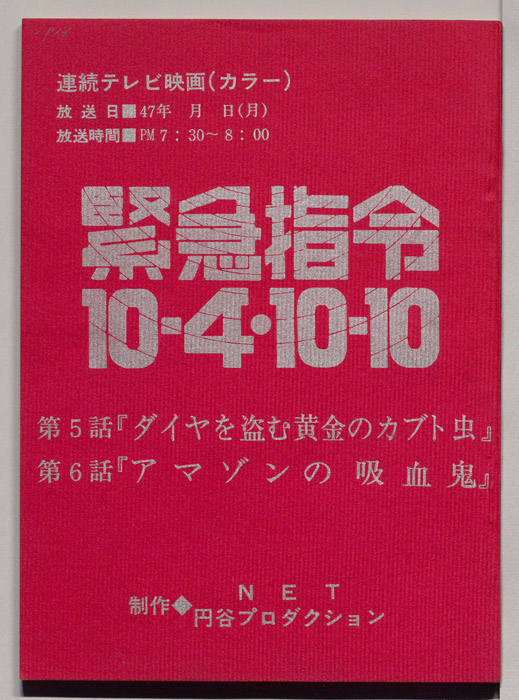 連続テレビ映画(カラー)
放送日 47年 月 日(月)
放送時間 PM 7:30〜8:00
緊急指令
10-4・10-10
第5話『ダイヤを盗む黄金のカブト虫』
第6話『アマゾンの吸血鬼』
制作◆NET
円谷プロダクション